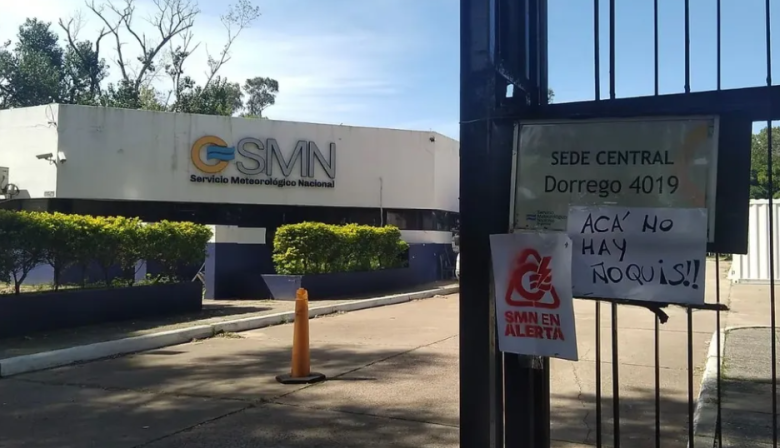 SMN
Servicio Meteorológico Nacional
SEDE CENTRAL
Dorrego 4019
ACÁ NO
HAY
ÑOQUIS!!
SMN EN
ALERTA